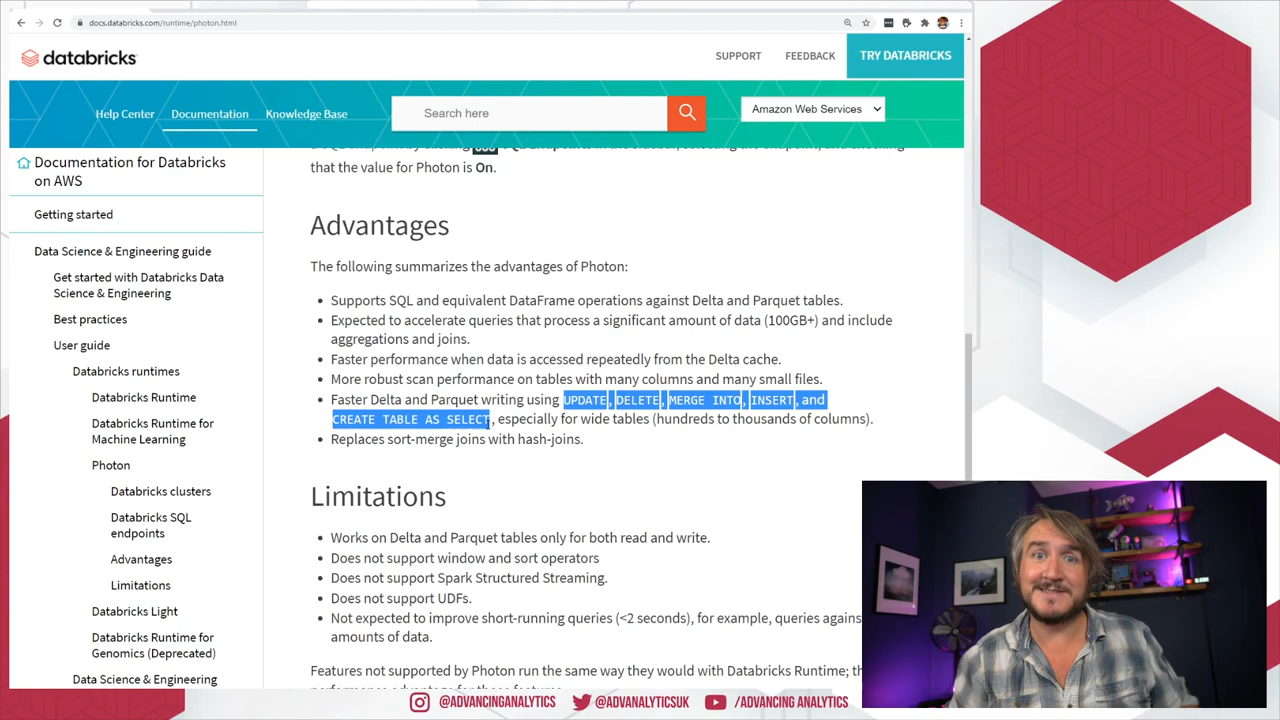 docs.databricks.com/runtime/photon.html
databricks
SUPPORT
FEEDBACK
TRY DATABRICKS
Help Center
Documentation
Knowledge Base
Search here
Amazon Web Services
Documentation for Databricks
on AWS
Getting started
Data Science & Engineering guide
Get started with Databricks Data
Science & Engineering
Best practices
User guide
Databricks runtimes
Databricks Runtime
Databricks Runtime for
Machine Learning
Photon
Databricks clusters
Databricks SQL
endpoints
Advantages
Limitations
Databricks Light
Databricks Runtime for
Genomics (Deprecated)
Data Science & Engineering
that the value for Photon is On.
Advantages
The following summarizes the advantages of Photon:
• Supports SQL and equivalent DataFrame operations against Delta and Parquet tables.
• Expected to accelerate queries that process a significant amount of data (100GB+) and include
aggregations and joins.
• Faster performance when data is accessed repeatedly from the Delta cache.
• More robust scan performance on tables with many columns and many small files.
• Faster Delta and Parquet writing using UPDATE, DELETE, MERGE INTO, INSERT, and
CREATE TABLE AS SELECT, especially for wide tables (hundreds to thousands of columns).
• Replaces sort-merge joins with hash-joins.
Limitations
• Works on Delta and Parquet tables only for both read and write.
• Does not support window and sort operators
• Does not support Spark Structured Streaming.
• Does not support UDFs.
• Not expected to improve short-running queries (<2 seconds), for example, queries agains
amounts of data.
Features not supported by Photon run the same way they would with Databricks Runtime; th
@ADVANCINGANALYTICS
@ADVANALYTICSUK
/ADVANCING ANALYTICS